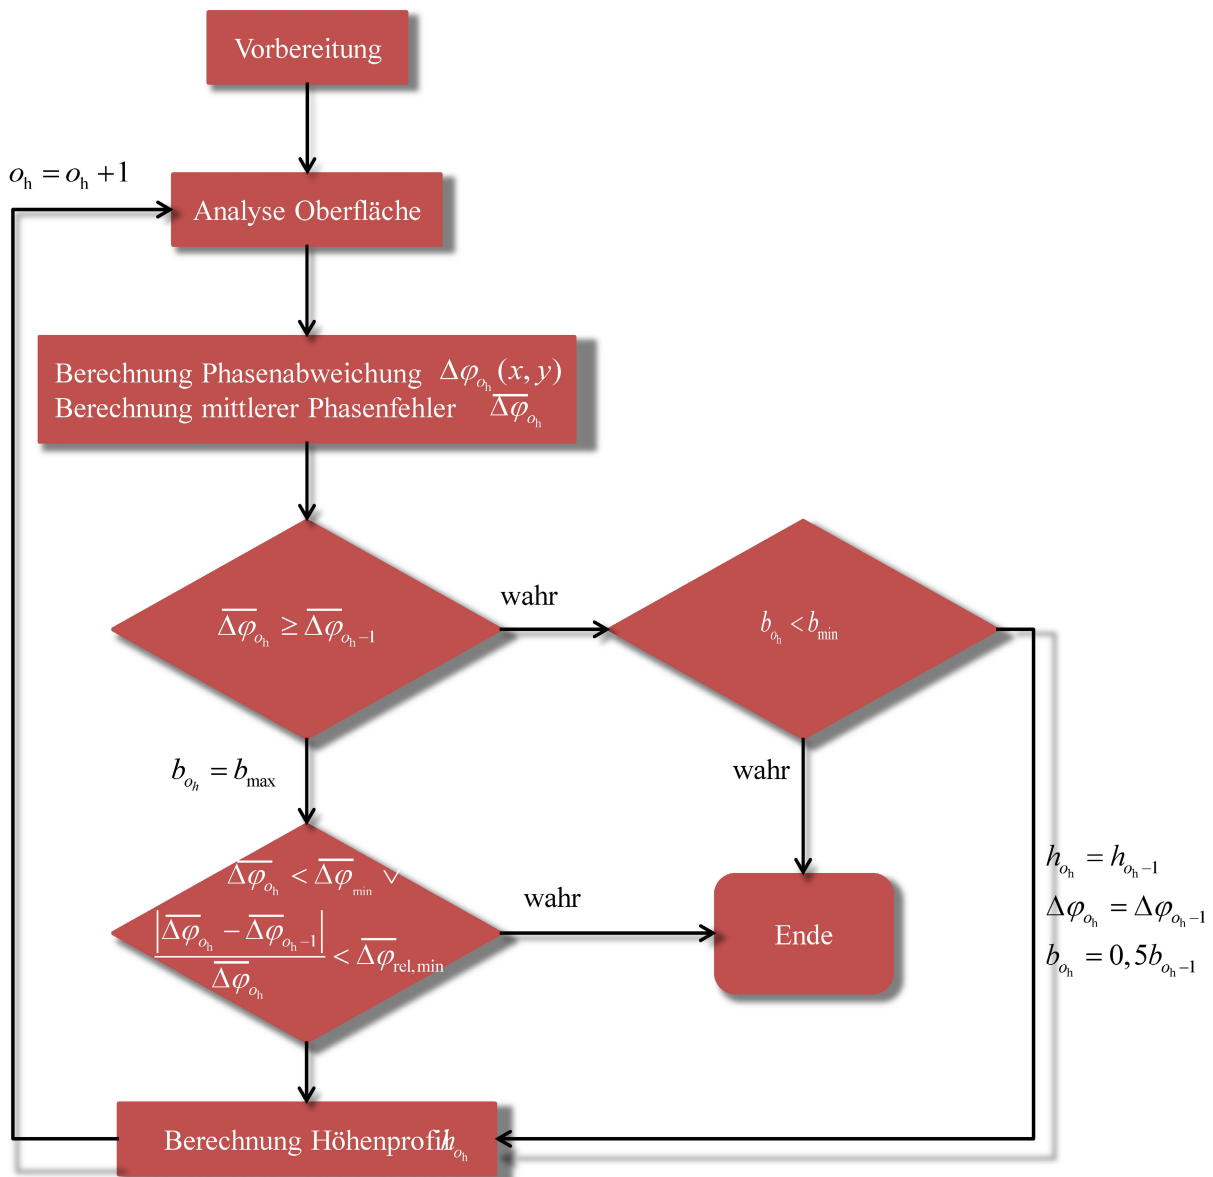 Vorbereitung
o_h = o_h + 1
Analyse Oberfläche
Berechnung Phasenabweichung Δφ_{o_h}(x, y)
Berechnung mittlerer Phasenfehler \overline{Δφ}_{o_h}
\overline{Δφ}_{o_h} ≥ \overline{Δφ}_{o_h−1}
wahr
b_{o_h} < b_min
b_{o_h} = b_max
wahr
\overline{Δφ}_{o_h} < \overline{Δφ}_min ∨
|\overline{Δφ}_{o_h} − \overline{Δφ}_{o_h−1}| / \overline{Δφ}_{o_h} < \overline{Δφ}_{rel,min}
wahr
Ende
h_{o_h} = h_{o_h−1}
Δφ_{o_h} = Δφ_{o_h−1}
b_{o_h} = 0,5b_{o_h−1}
Berechnung Höhenprofil h_{o_h}